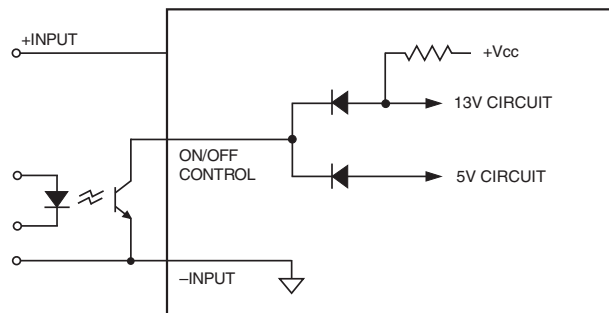 +INPUT
+Vcc
13V CIRCUIT
ON/OFF
CONTROL
5V CIRCUIT
–INPUT